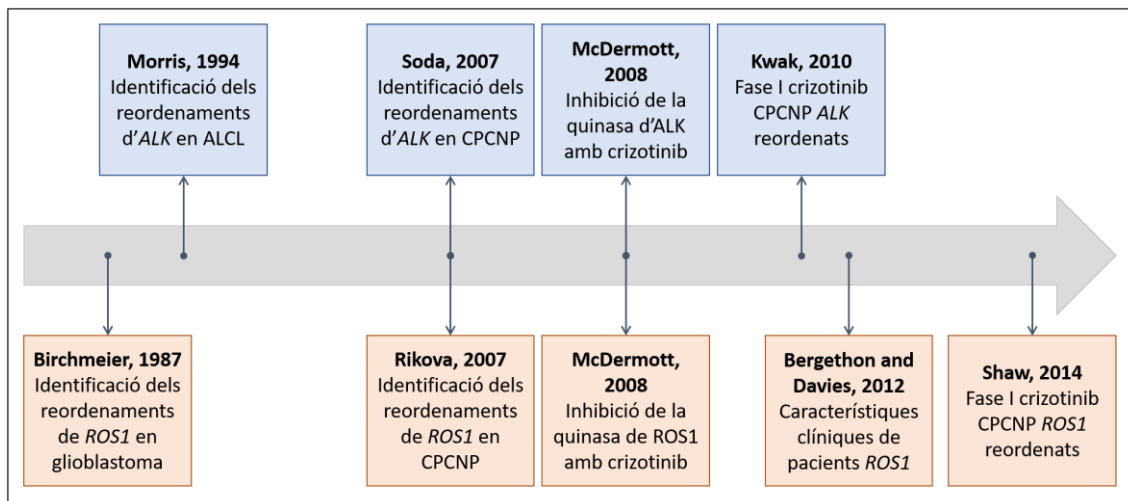 Morris, 1994
Identificació dels
reordenaments
d'ALK en ALCL
Soda, 2007
Identificació dels
reordenaments
d'ALK en CPCNP
McDermott,
2008
Inhibició de la
quinasa d'ALK
amb crizotinib
Kwak, 2010
Fase I crizotinib
CPCNP ALK
reordenats
Birchmeier, 1987
Identificació dels
reordenaments
de ROS1 en
glioblastoma
Rikova, 2007
Identificació dels
reordenaments
de ROS1 en
CPCNP
McDermott,
2008
Inhibició de la
quinasa de ROS1
amb crizotinib
Bergethon and
Davies, 2012
Característiques
clíniques de
pacients ROS1
Shaw, 2014
Fase I crizotinib
CPCNP ROS1
reordenats